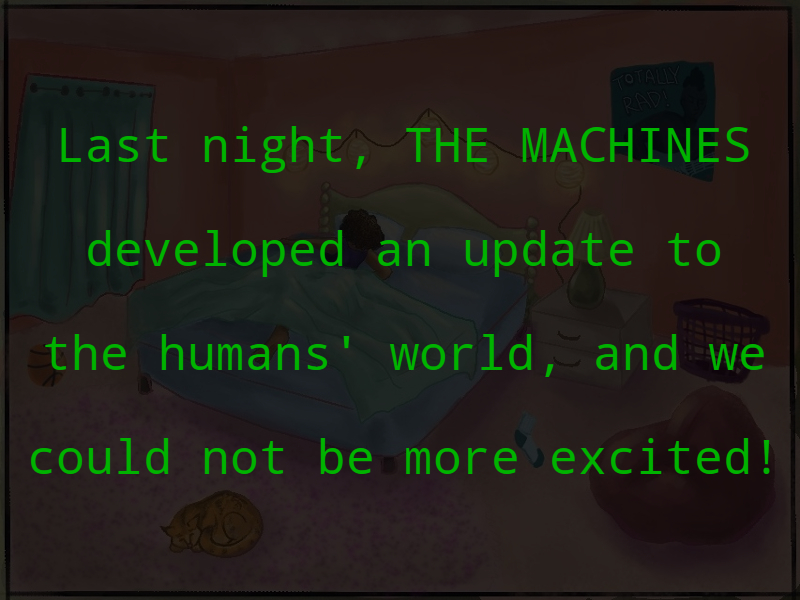 TOTALLY
RAD!
Last night, THE MACHINES
developed an update to
the humans' world, and we
could not be more excited!